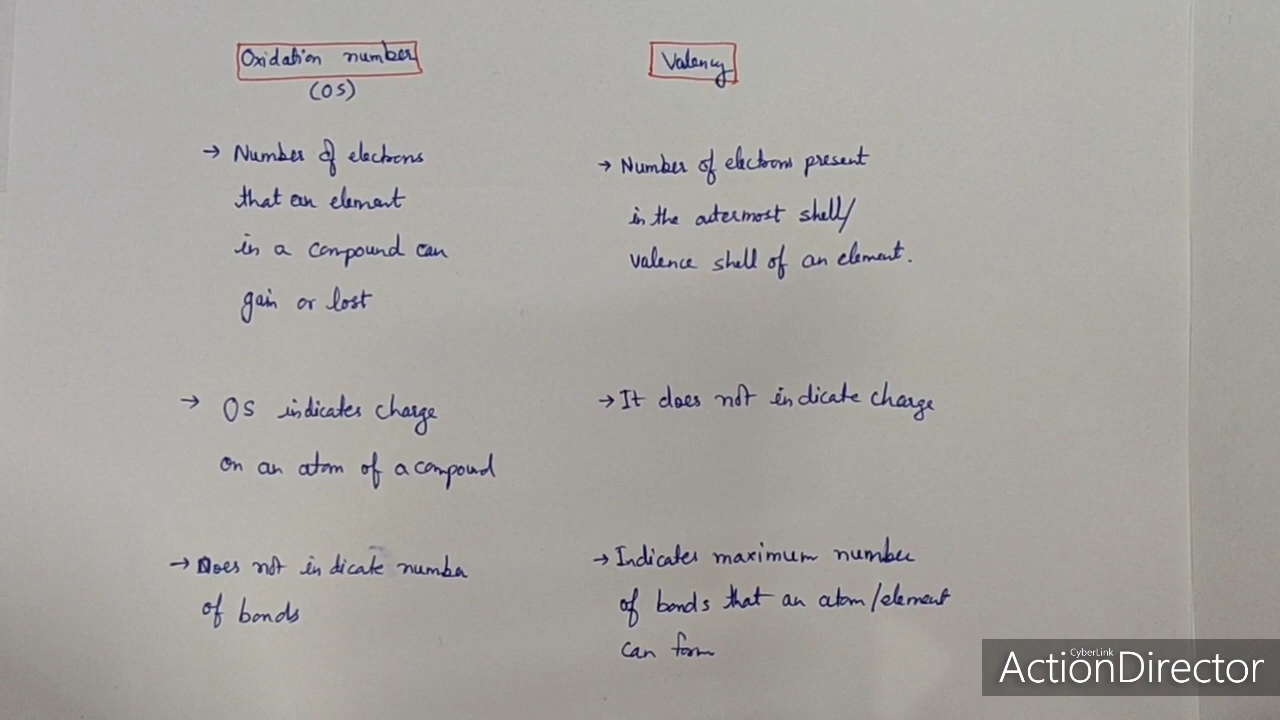 Oxidation number
(OS)
→ Number of electrons
that an element
in a compound can
gain or lost
→ OS indicates charge
on an atom of a compound
→ Does not indicate number
of bonds
Valency
→ Number of electrons present
in the outermost shell/
valence shell of an element.
→ It does not indicate charge
→ Indicates maximum number
of bonds that an atom/element
can form
CyberLink
ActionDirector